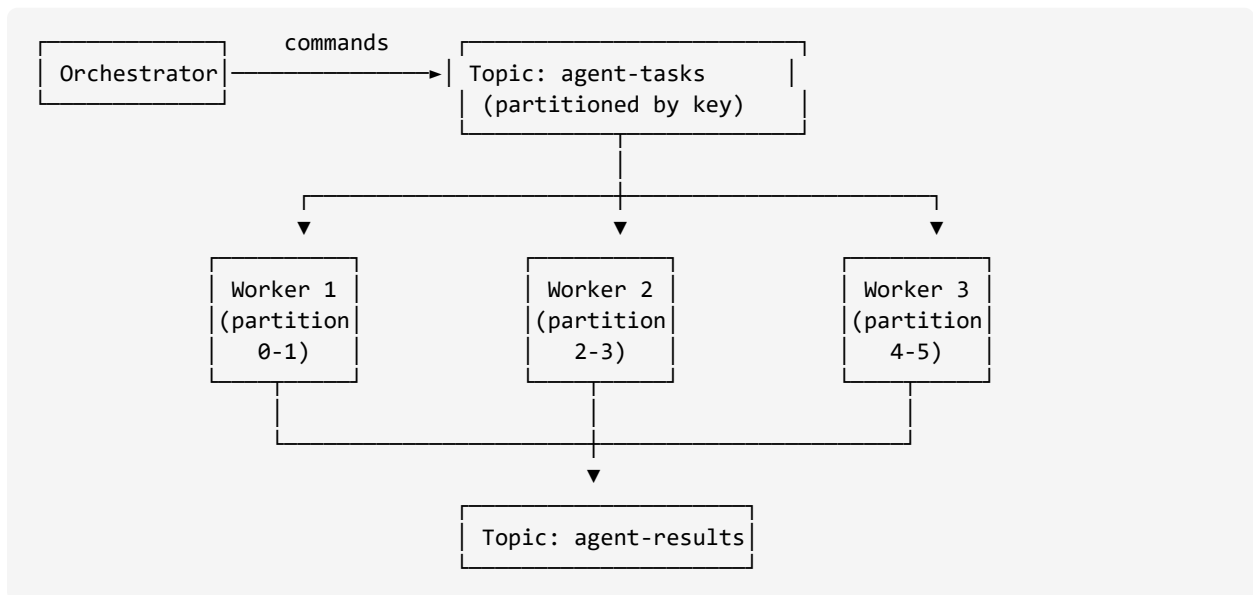 commands
Orchestrator
Topic: agent-tasks
(partitioned by key)
Worker 1
(partition
0-1)
Worker 2
(partition
2-3)
Worker 3
(partition
4-5)
Topic: agent-results